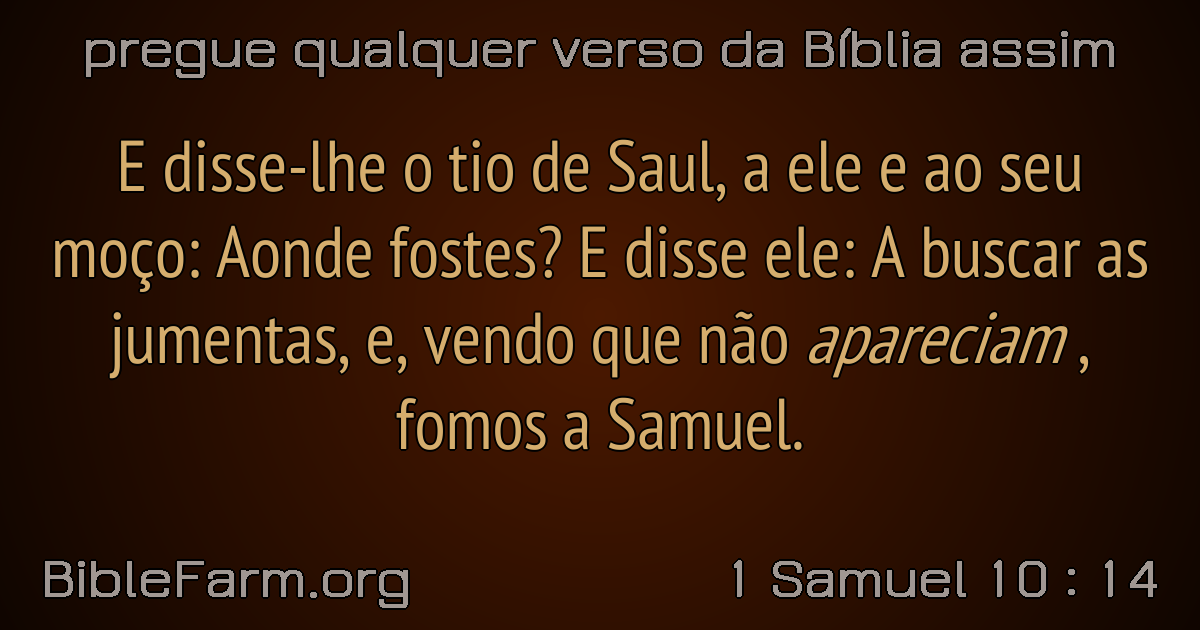 pregue qualquer verso da Bíblia assim
E disse-lhe o tio de Saul, a ele e ao seu
moço: Aonde fostes? E disse ele: A buscar as
jumentas, e, vendo que não apareciam ,
fomos a Samuel.
BibleFarm.org
1 Samuel 10 : 14